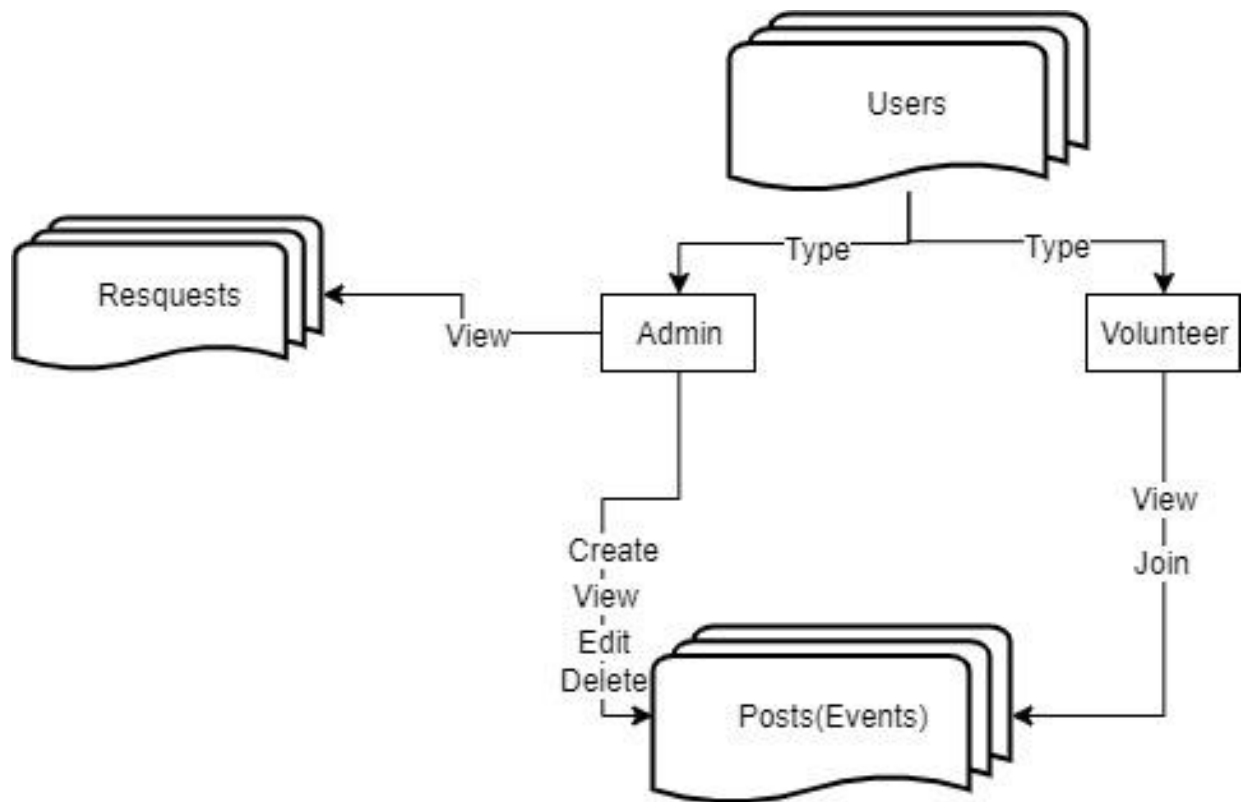 Users
Type
Type
Resquests
View
Admin
Volunteer
View
Join
Create
View
Edit
Delete
Posts(Events)